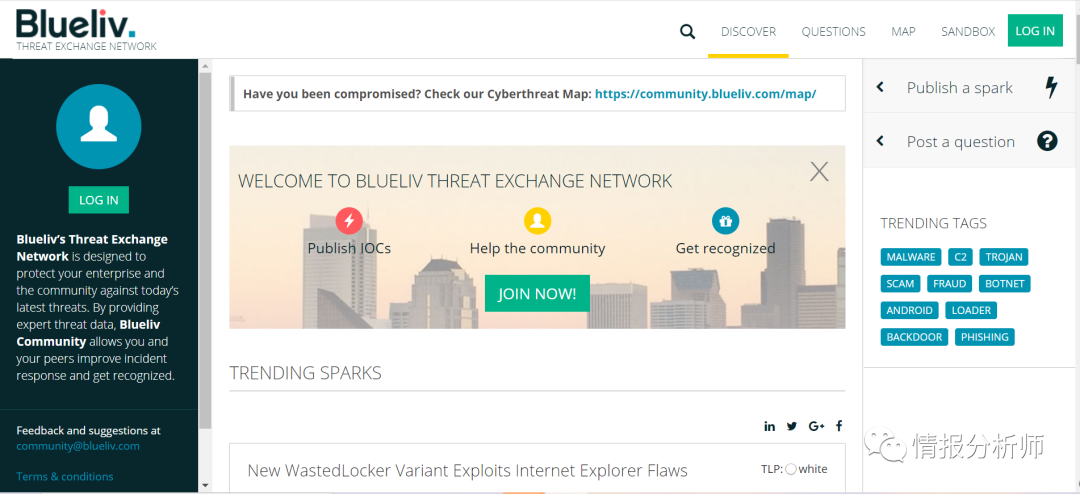 Blueliv.
THREAT EXCHANGE NETWORK
DISCOVER
QUESTIONS
MAP
SANDBOX
LOG IN
LOG IN
Blueliv's Threat Exchange
Network is designed to
protect your enterprise and
the community against today's
latest threats. By providing
expert threat data, Blueliv
Community allows you and
your peers improve incident
response and get recognized.
Feedback and suggestions at
community@blueliv.com
Terms & conditions
Have you been compromised? Check our Cyberthreat Map: https://community.blueliv.com/map/
WELCOME TO BLUELIV THREAT EXCHANGE NETWORK
Publish IOCs
Help the community
Get recognized
JOIN NOW!
TRENDING SPARKS
in
G+
f
New WastedLocker Variant Exploits Internet Explorer Flaws
TLP: white
Publish a spark
Post a question
?
TRENDING TAGS
MALWARE C2 TROJAN
SCAM FRAUD BOTNET
ANDROID LOADER
BACKDOOR PHISHING
情报分析师